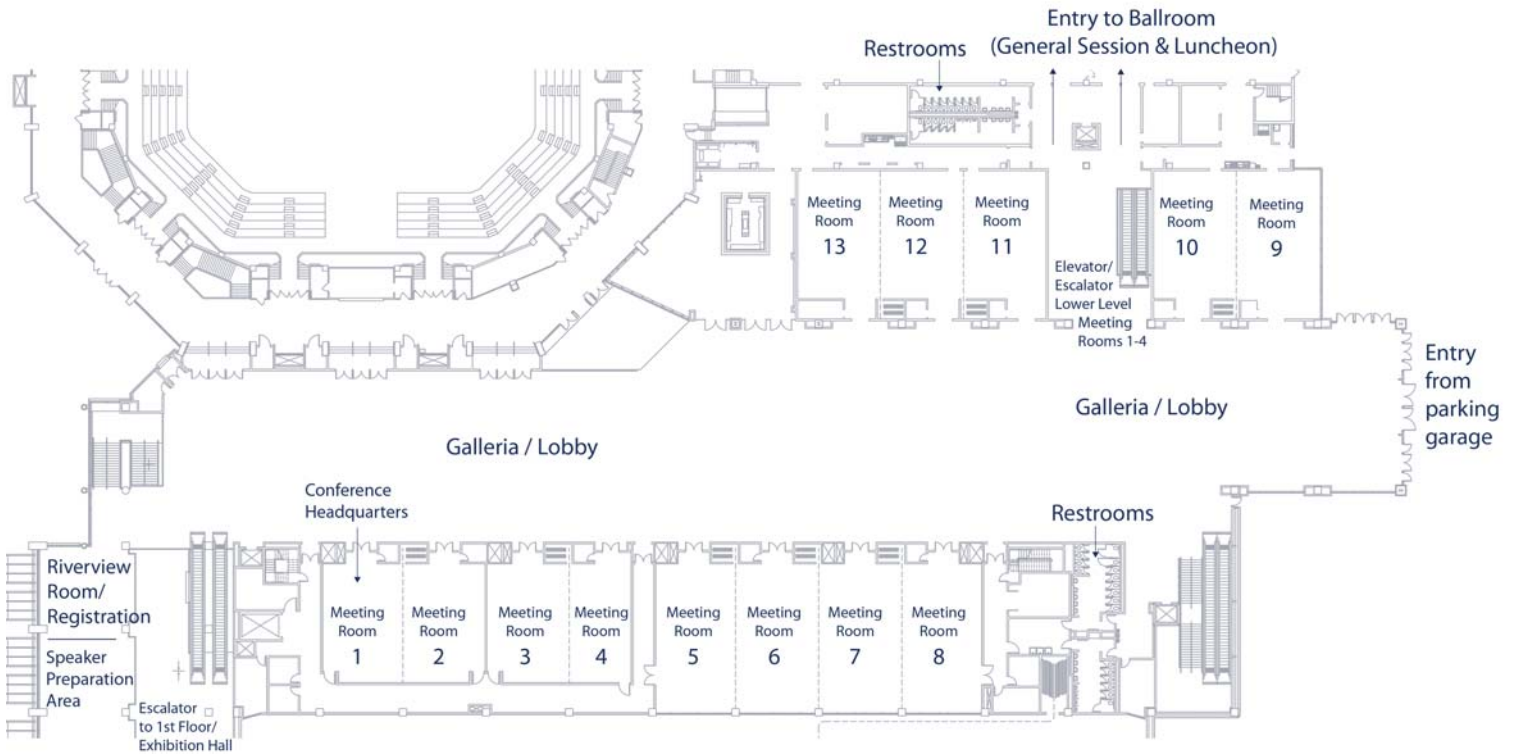 Entry to Ballroom
(General Session & Luncheon)
Restrooms
Meeting
Room
13
Meeting
Room
12
Meeting
Room
11
Meeting
Room
10
Meeting
Room
9
Elevator/
Escalator
Lower Level
Meeting
Rooms 1-4
Entry
from
parking
garage
Galleria / Lobby
Galleria / Lobby
Conference
Headquarters
Restrooms
Riverview
Room/
Registration
Speaker
Preparation
Area
Escalator
to 1st Floor/
Exhibition Hall
Meeting
Room
1
Meeting
Room
2
Meeting
Room
3
Meeting
Room
4
Meeting
Room
5
Meeting
Room
6
Meeting
Room
7
Meeting
Room
8